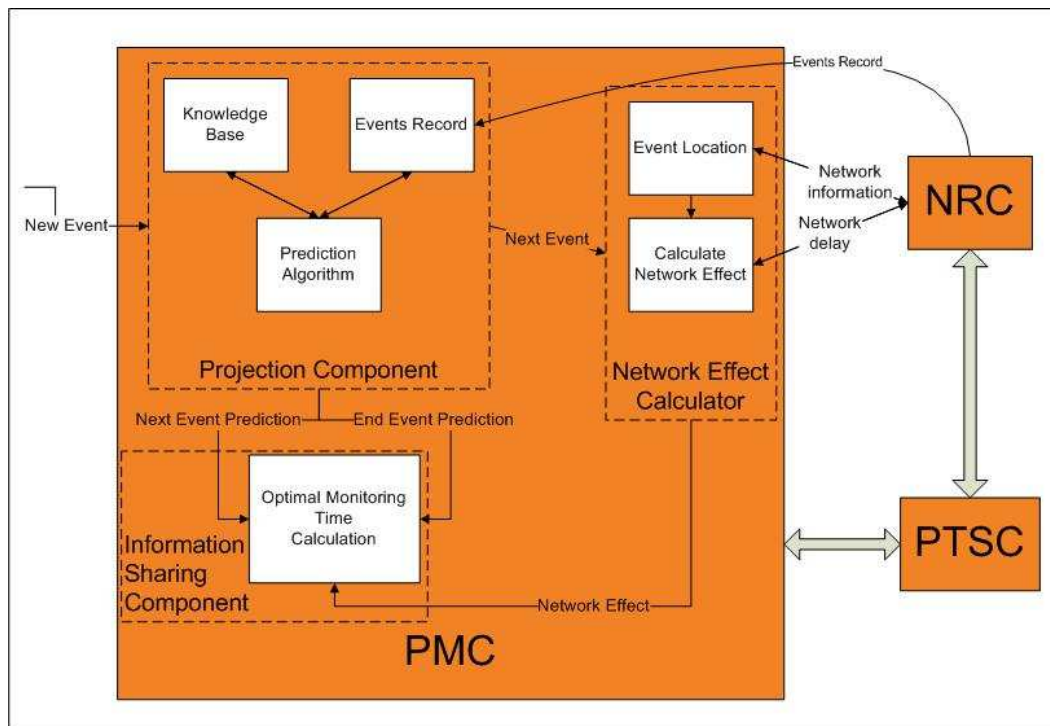 Events Record
Knowledge
Base
Events Record
Event Location
Network
information
NRC
New Event
Prediction
Algorithm
Next Event
Calculate
Network Effect
Network
delay
Projection Component
Network Effect
Calculator
Next Event Prediction
End Event Prediction
Optimal Monitoring
Time
Calculation
Information
Sharing
Component
Network Effect
PTSC
PMC